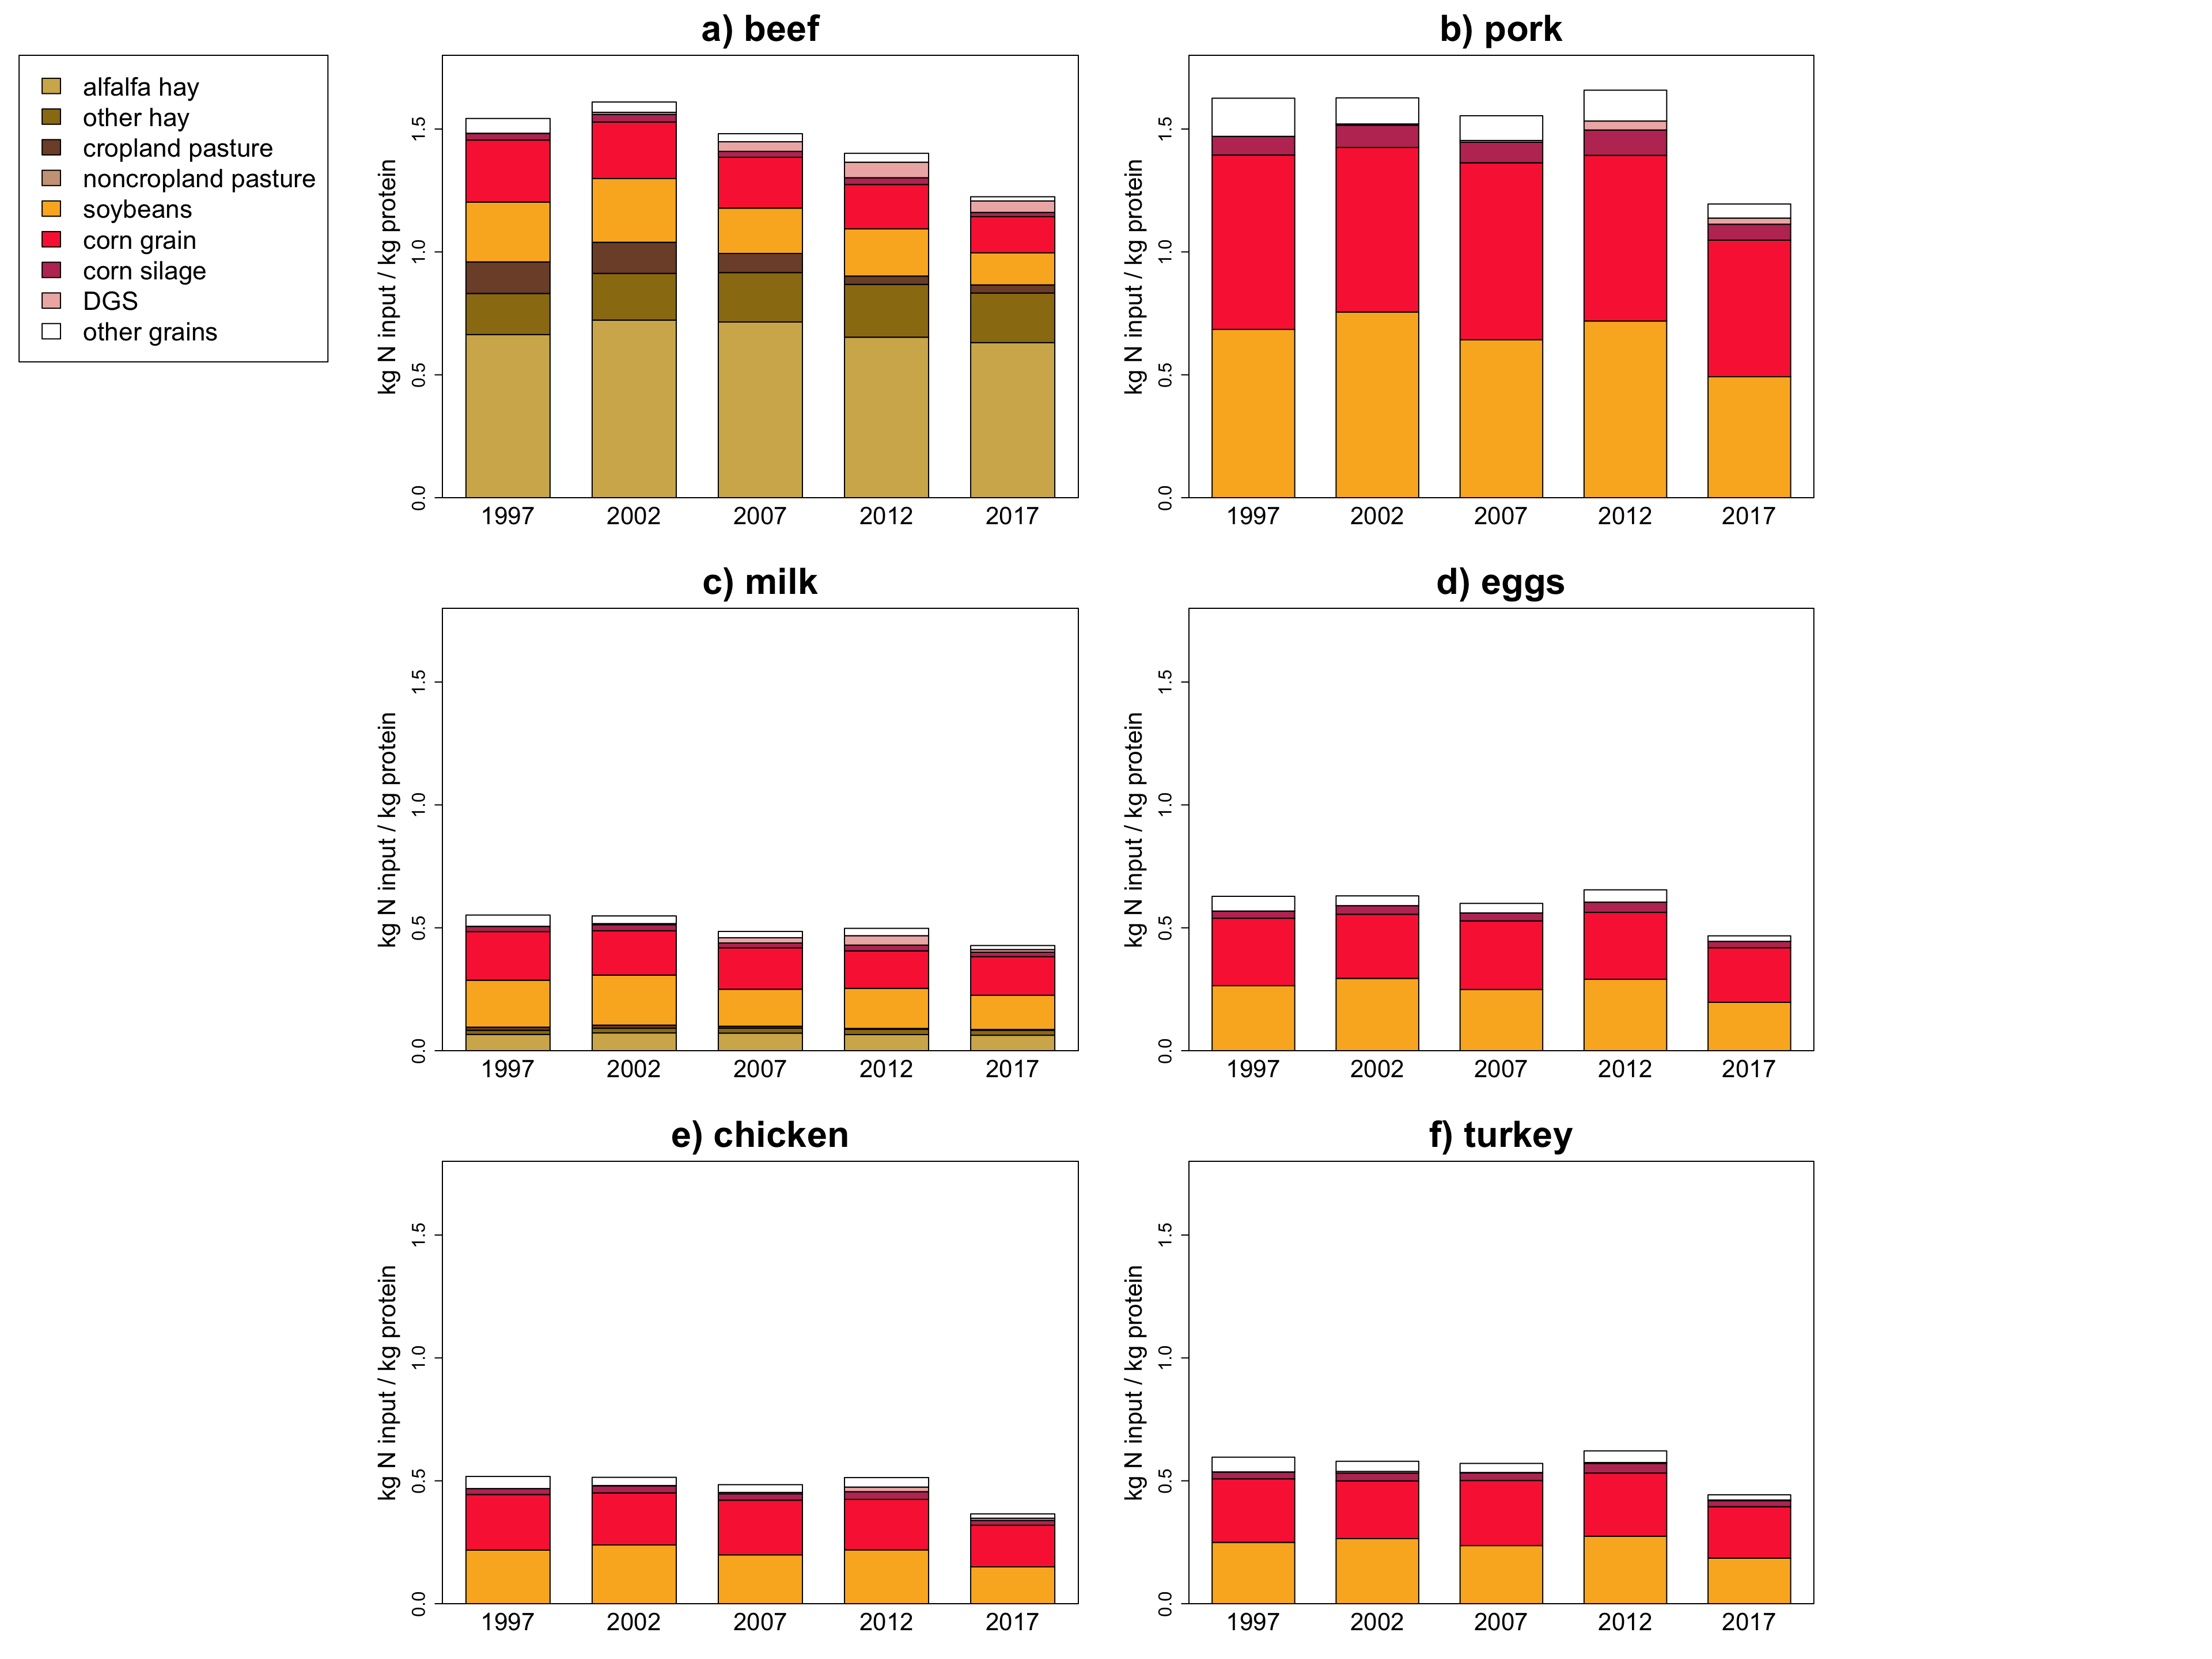 alfalfa hay
other hay
cropland pasture
noncropland pasture
soybeans
corn grain
corn silage
DGS
other grains
a) beef
kg N input / kg protein
0.0 0.5 1.0 1.5
1997 2002 2007 2012 2017
b) pork
kg N input / kg protein
0.0 0.5 1.0 1.5
1997 2002 2007 2012 2017
c) milk
kg N input / kg protein
0.0 0.5 1.0 1.5
1997 2002 2007 2012 2017
d) eggs
kg N input / kg protein
0.0 0.5 1.0 1.5
1997 2002 2007 2012 2017
e) chicken
kg N input / kg protein
0.0 0.5 1.0 1.5
1997 2002 2007 2012 2017
f) turkey
kg N input / kg protein
0.0 0.5 1.0 1.5
1997 2002 2007 2012 2017